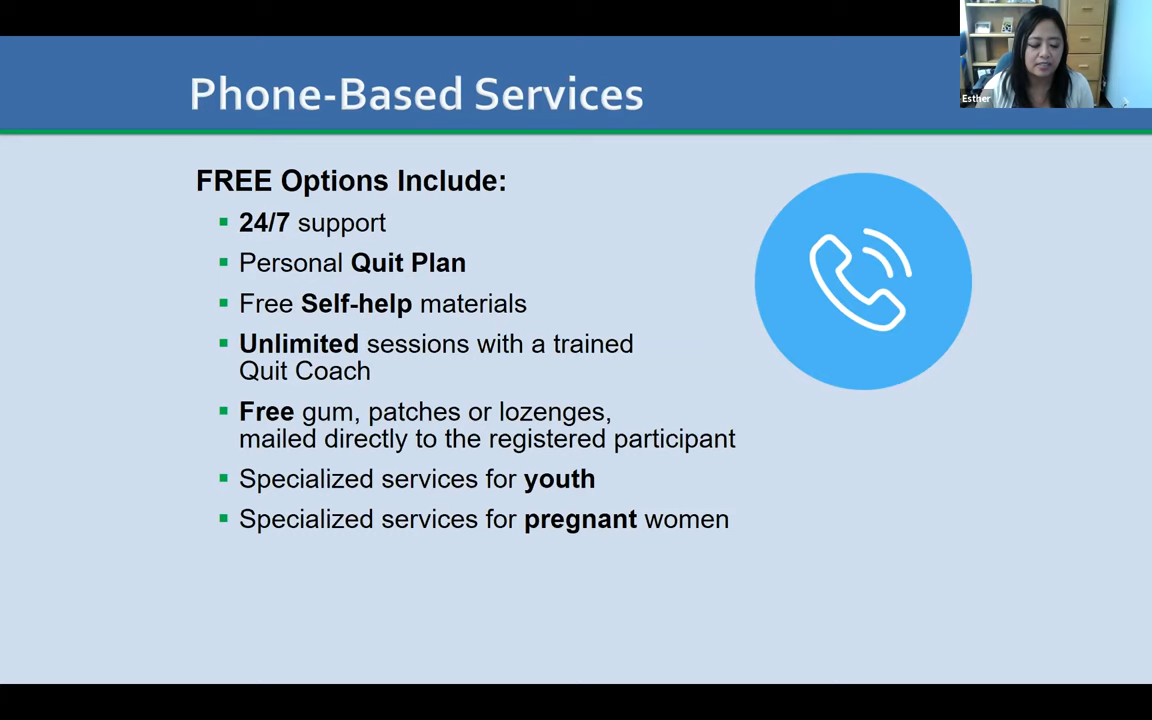 Phone-Based Services
Esther
FREE Options Include:
24/7 support
Personal Quit Plan
Free Self-help materials
Unlimited sessions with a trained
Quit Coach
Free gum, patches or lozenges,
mailed directly to the registered participant
Specialized services for youth
Specialized services for pregnant women